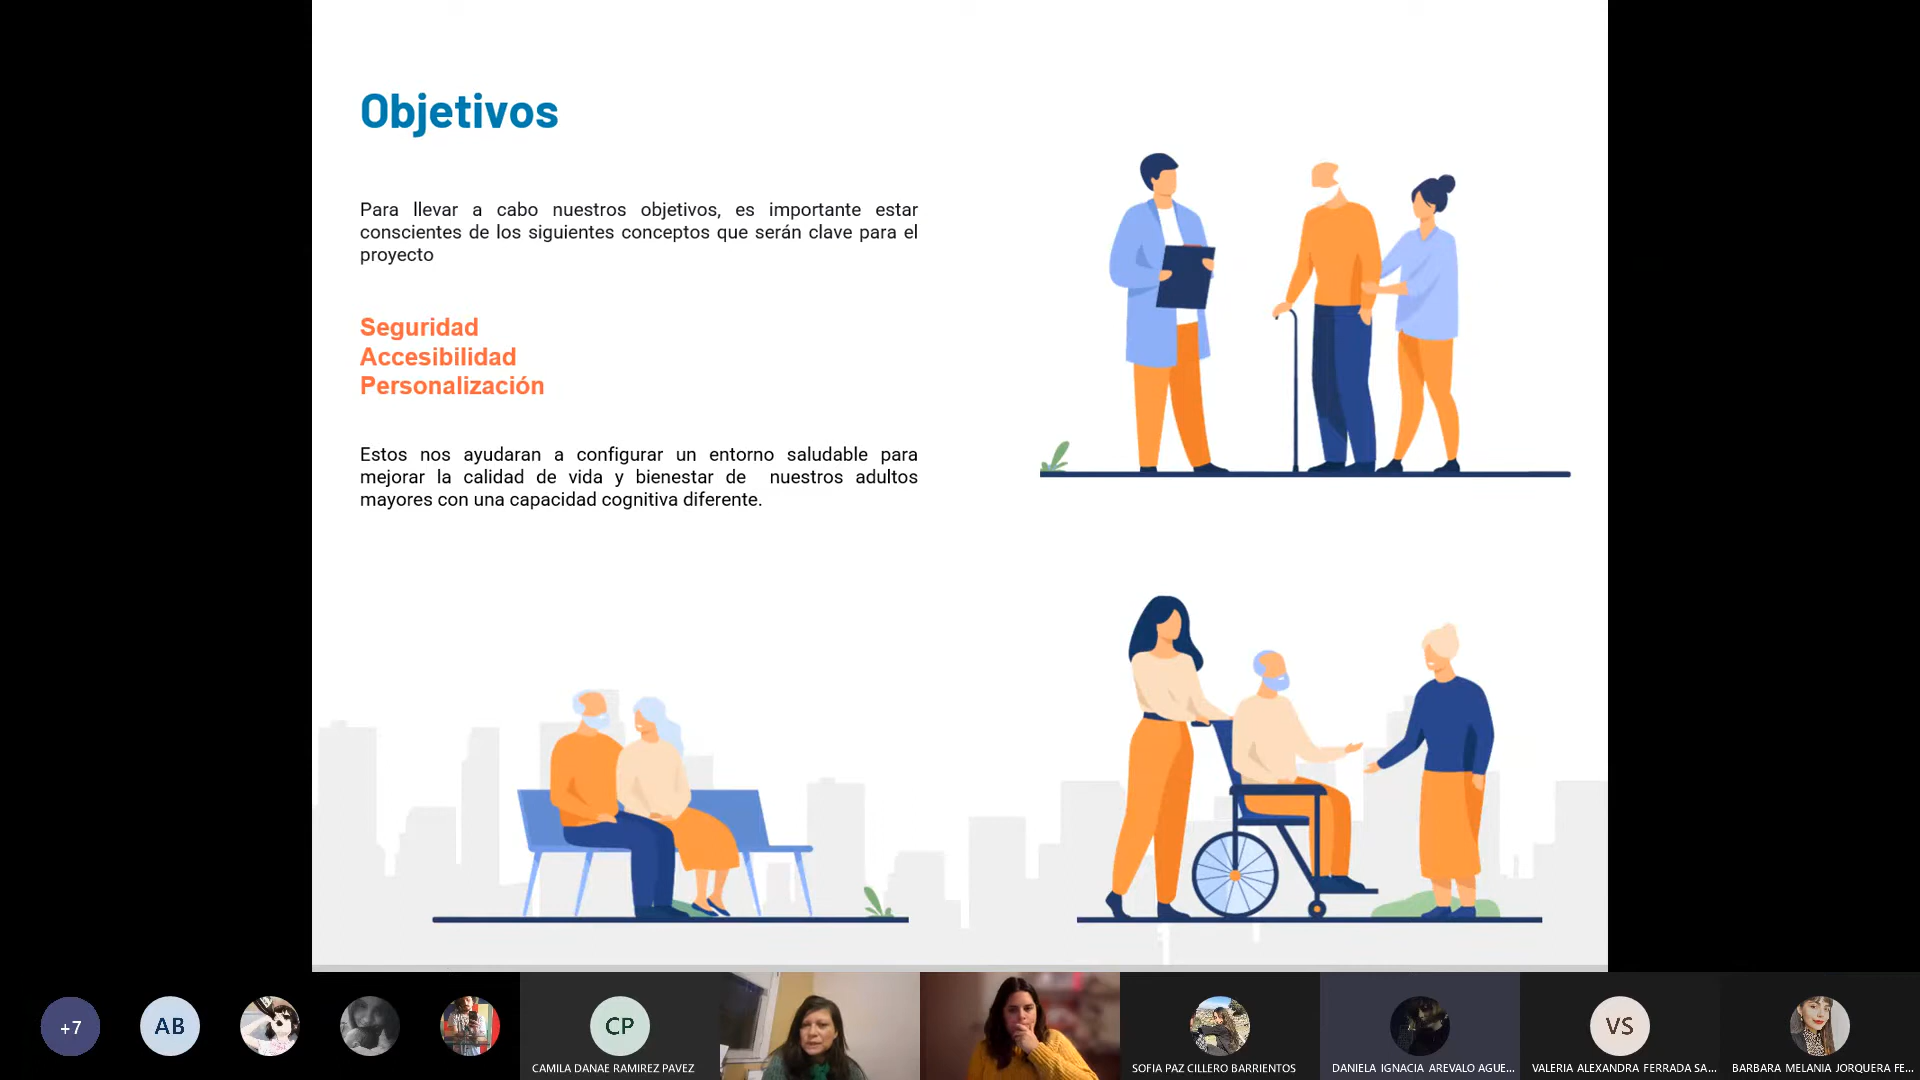 Objetivos
Para llevar a cabo nuestros objetivos, es importante estar
conscientes de los siguientes conceptos que serán clave para el
proyecto
Seguridad
Accesibilidad
Personalización
Estos nos ayudaran a configurar un entorno saludable para
mejorar la calidad de vida y bienestar de nuestros adultos
mayores con una capacidad cognitiva diferente.
+7
AB
CP
VS
CAMILA DANAE RAMIREZ PAVEZ
SOFIA PAZ CILLERO BARRIENTOS
DANIELA IGNACIA AREVALO AGUE...
VALERIA ALEXANDRA FERRADA SA...
BARBARA MELANIA JORQUERA FE...